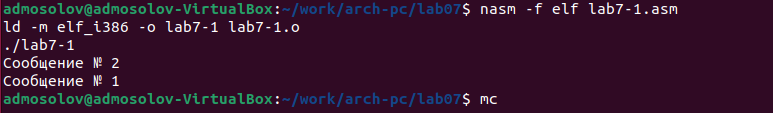 admosolov@admosolov-VirtualBox:~/work/arch-pc/lab07$ nasm -f elf lab7-1.asm
ld -m elf_i386 -o lab7-1 lab7-1.o
./lab7-1
Сообщение № 2
Сообщение № 1
admosolov@admosolov-VirtualBox:~/work/arch-pc/lab07$ mc